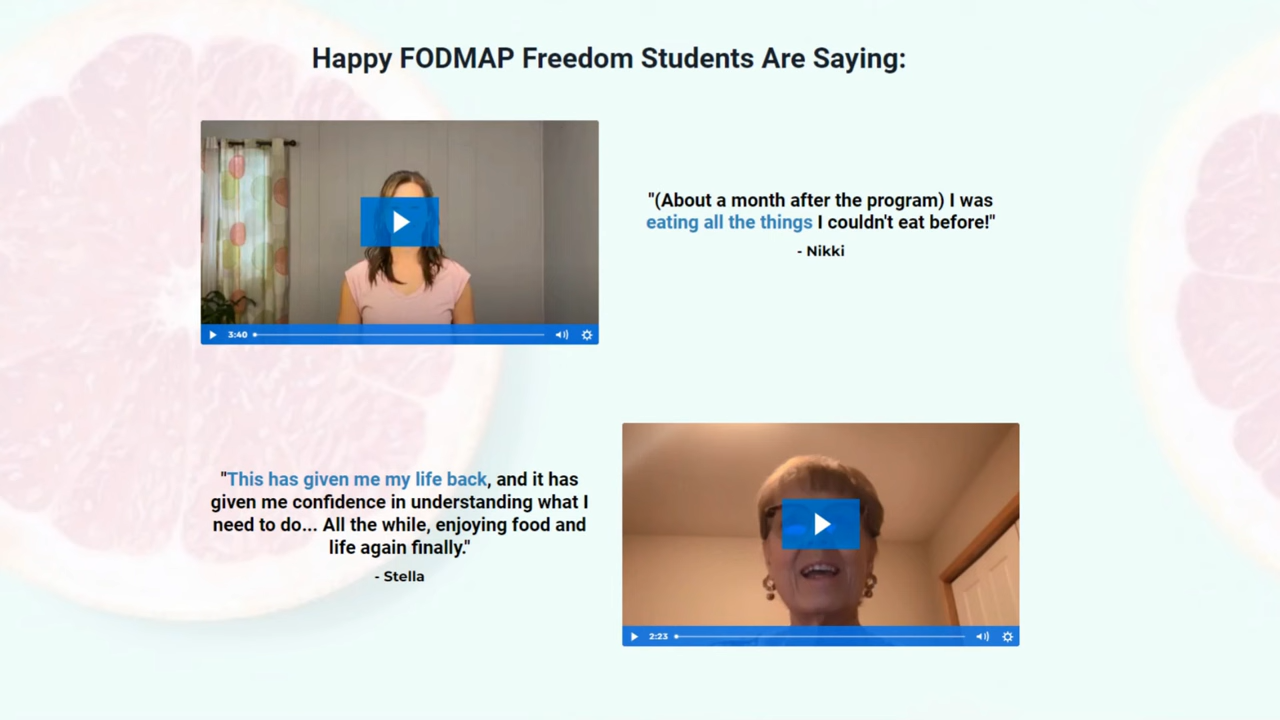 Happy FODMAP Freedom Students Are Saying:
"(About a month after the program) I was
eating all the things I couldn't eat before!"
- Nikki
3:40
"This has given me my life back, and it has
given me confidence in understanding what I
need to do... All the while, enjoying food and
life again finally."
- Stella
2:23